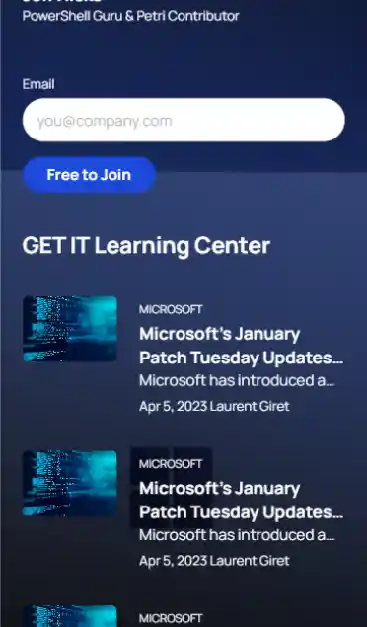 PowerShell Guru & Petri Contributor
Email
you@company.com
Free to Join
GET IT Learning Center
MICROSOFT
Microsoft's January
Patch Tuesday Updates...
Microsoft has introduced a...
Apr 5, 2023 Laurent Giret
MICROSOFT
Microsoft's January
Patch Tuesday Updates...
Microsoft has introduced a...
Apr 5, 2023 Laurent Giret
MICROSOFT